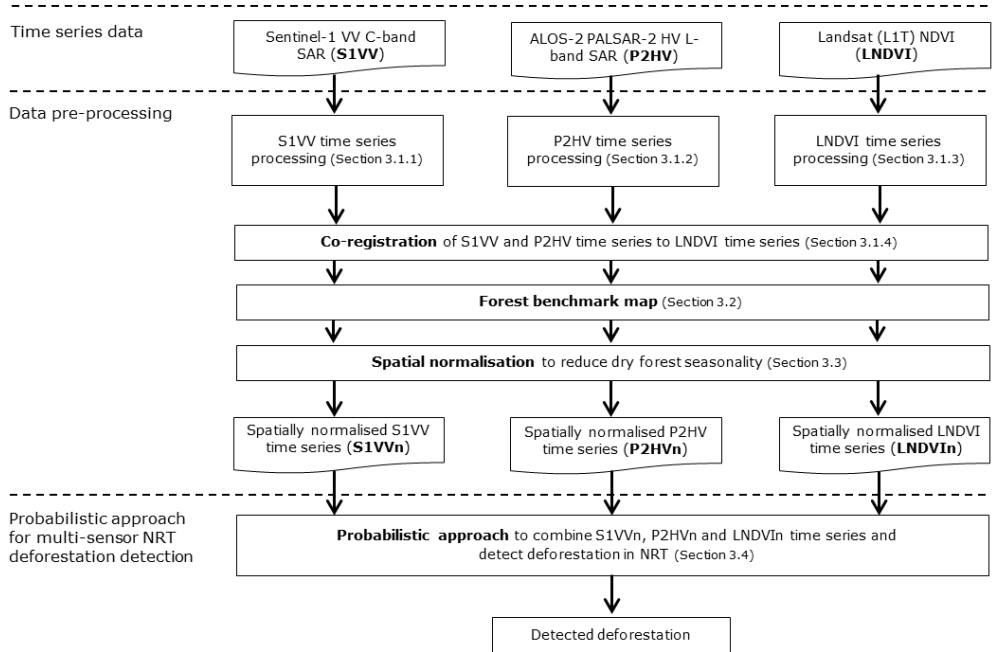 Time series data
Sentinel-1 VV C-band
SAR (S1VV)
ALOS-2 PALSAR-2 HV L-
band SAR (P2HV)
Landsat (L1T) NDVI
(LNDVI)
Data pre-processing
S1VV time series
processing (Section 3.1.1)
P2HV time series
processing (Section 3.1.2)
LNDVI time series
processing (Section 3.1.3)
Co-registration of S1VV and P2HV time series to LNDVI time series (Section 3.1.4)
Forest benchmark map (Section 3.2)
Spatial normalisation to reduce dry forest seasonality (Section 3.3)
Spatially normalised S1VV
time series (S1VVn)
Spatially normalised P2HV
time series (P2HVn)
Spatially normalised LNDVI
time series (LNDVIn)
Probabilistic approach
for multi-sensor NRT
deforestation detection
Probabilistic approach to combine S1VVn, P2HVn and LNDVIn time series and
detect deforestation in NRT (Section 3.4)
Detected deforestation